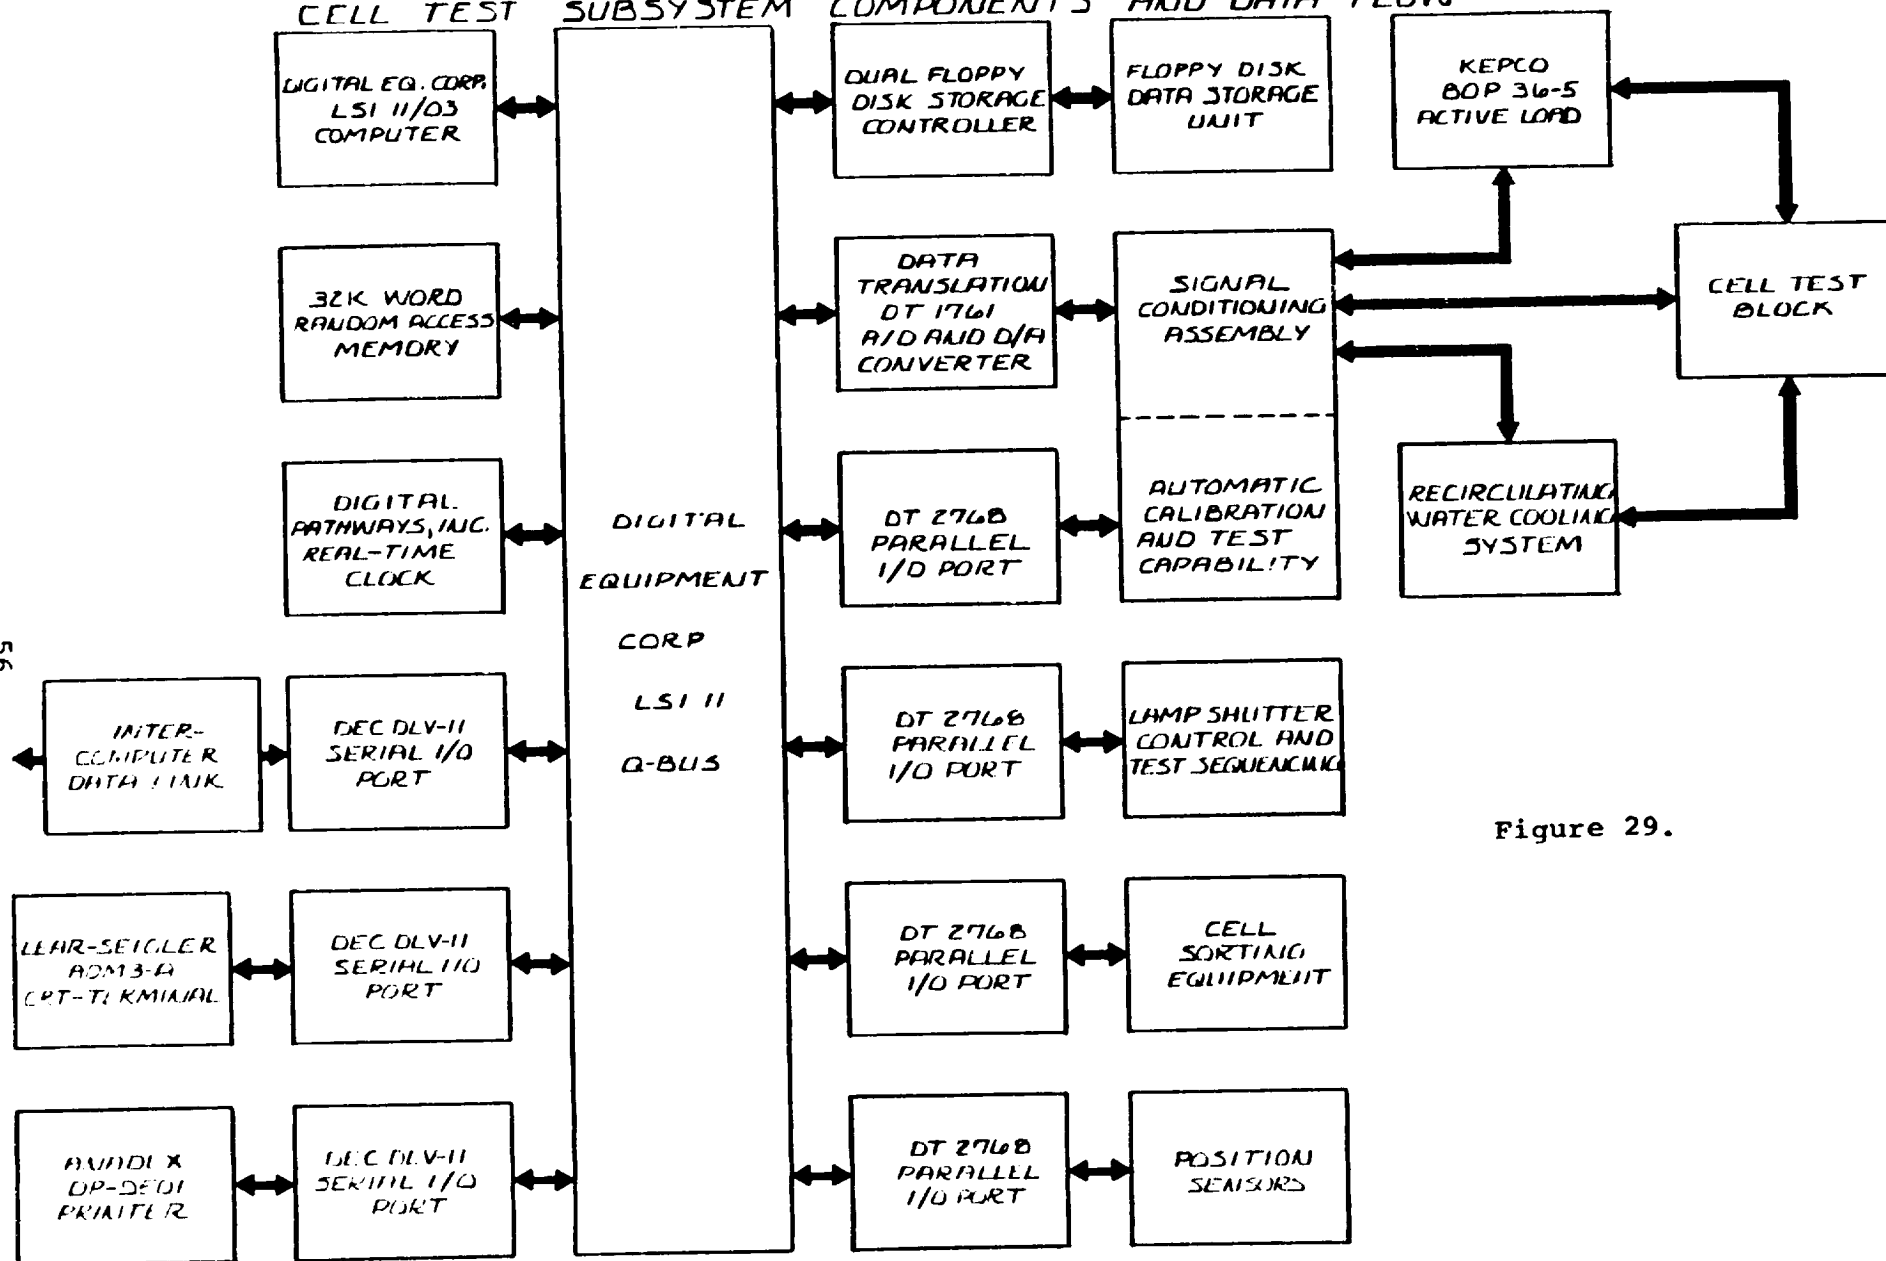 CELL TEST SUBSYSTEM COMPONENTS AND DATA FLOW
DIGITAL EQ. CORP.
LSI 11/03
COMPUTER
32K WORD
RANDOM ACCESS
MEMORY
DIGITAL
PATHWAYS, INC.
REAL-TIME
CLOCK
INTER-
COMPUTER
DATA LINK
DEC DLV-11
SERIAL I/O
PORT
LEAR-SEIGLER
ADM3-A
CRT-TERMINAL
DEC DLV-11
SERIAL I/O
PORT
ANADEX
PRINTER
DEC DLV-11
SERIAL I/O
PORT
DIGITAL
EQUIPMENT
CORP
LSI 11
Q-BUS
DUAL FLOPPY
DISK STORAGE
CONTROLLER
FLOPPY DISK
DATA STORAGE
UNIT
DATA
TRANSLATION
DT 1761
A/D AND D/A
CONVERTER
SIGNAL
CONDITIONING
ASSEMBLY
DT 2768
PARALLEL
I/O PORT
AUTOMATIC
CALIBRATION
AND TEST
CAPABILITY
DT 2768
PARALLEL
I/O PORT
LAMP SHUTTER
CONTROL AND
TEST SEQUENCING
DT 2768
PARALLEL
I/O PORT
CELL
SORTING
EQUIPMENT
DT 2768
PARALLEL
I/O PORT
POSITION
SENSORS
KEPCO
BOP 36-5
ACTIVE LOAD
CELL TEST
BLOCK
RECIRCULATING
WATER COOLING
SYSTEM
Figure 29.
56